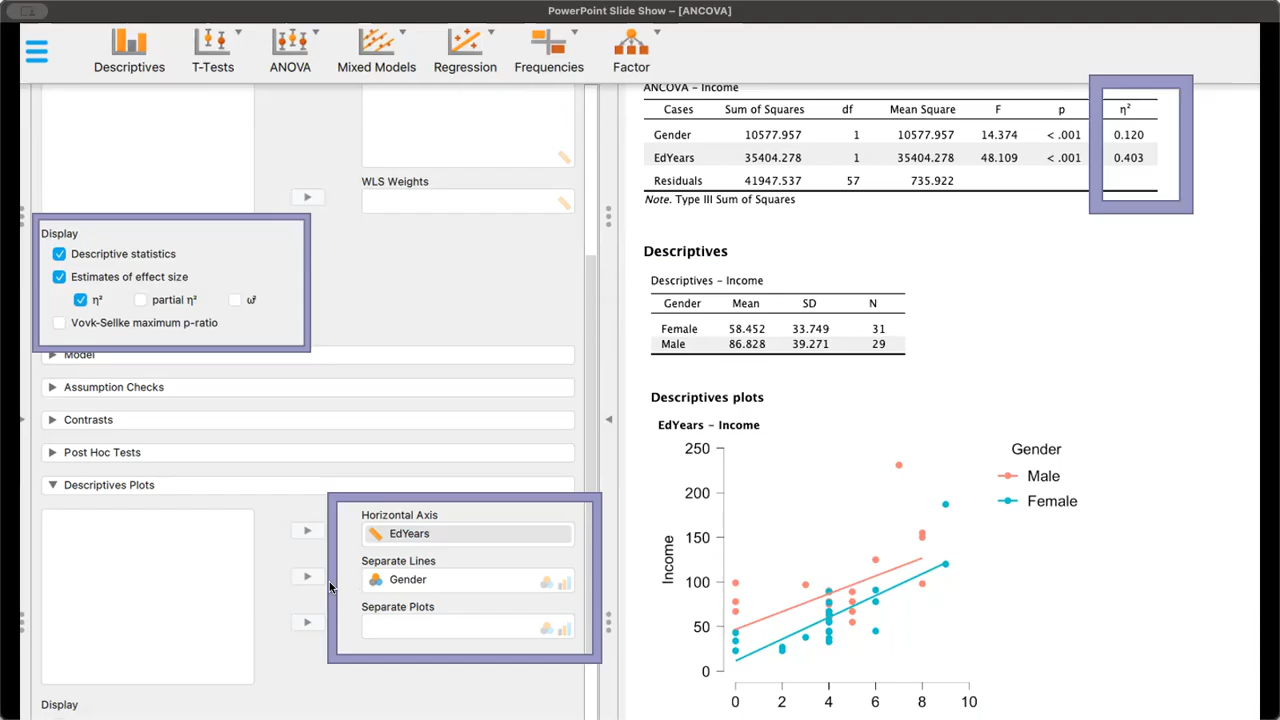 PowerPoint Slide Show – [ANCOVA]
Descriptives T-Tests ANOVA Mixed Models Regression Frequencies Factor
WLS Weights
Display
Descriptive statistics
Estimates of effect size
η² partial η² ω²
Vovk-Sellke maximum p-ratio
Model
Assumption Checks
Contrasts
Post Hoc Tests
Descriptives Plots
Horizontal Axis
EdYears
Separate Lines
Gender
Separate Plots
Display
ANCOVA – Income
Cases Sum of Squares df Mean Square F p η²
Gender 10577.957 1 10577.957 14.374 < .001 0.120
EdYears 35404.278 1 35404.278 48.109 < .001 0.403
Residuals 41947.537 57 735.922
Note. Type III Sum of Squares
Descriptives
Descriptives – Income
Gender Mean SD N
Female 58.452 33.749 31
Male 86.828 39.271 29
Descriptives plots
EdYears – Income
250
200
150
100
50
0
Income
0 2 4 6 8 10
Gender
Male
Female